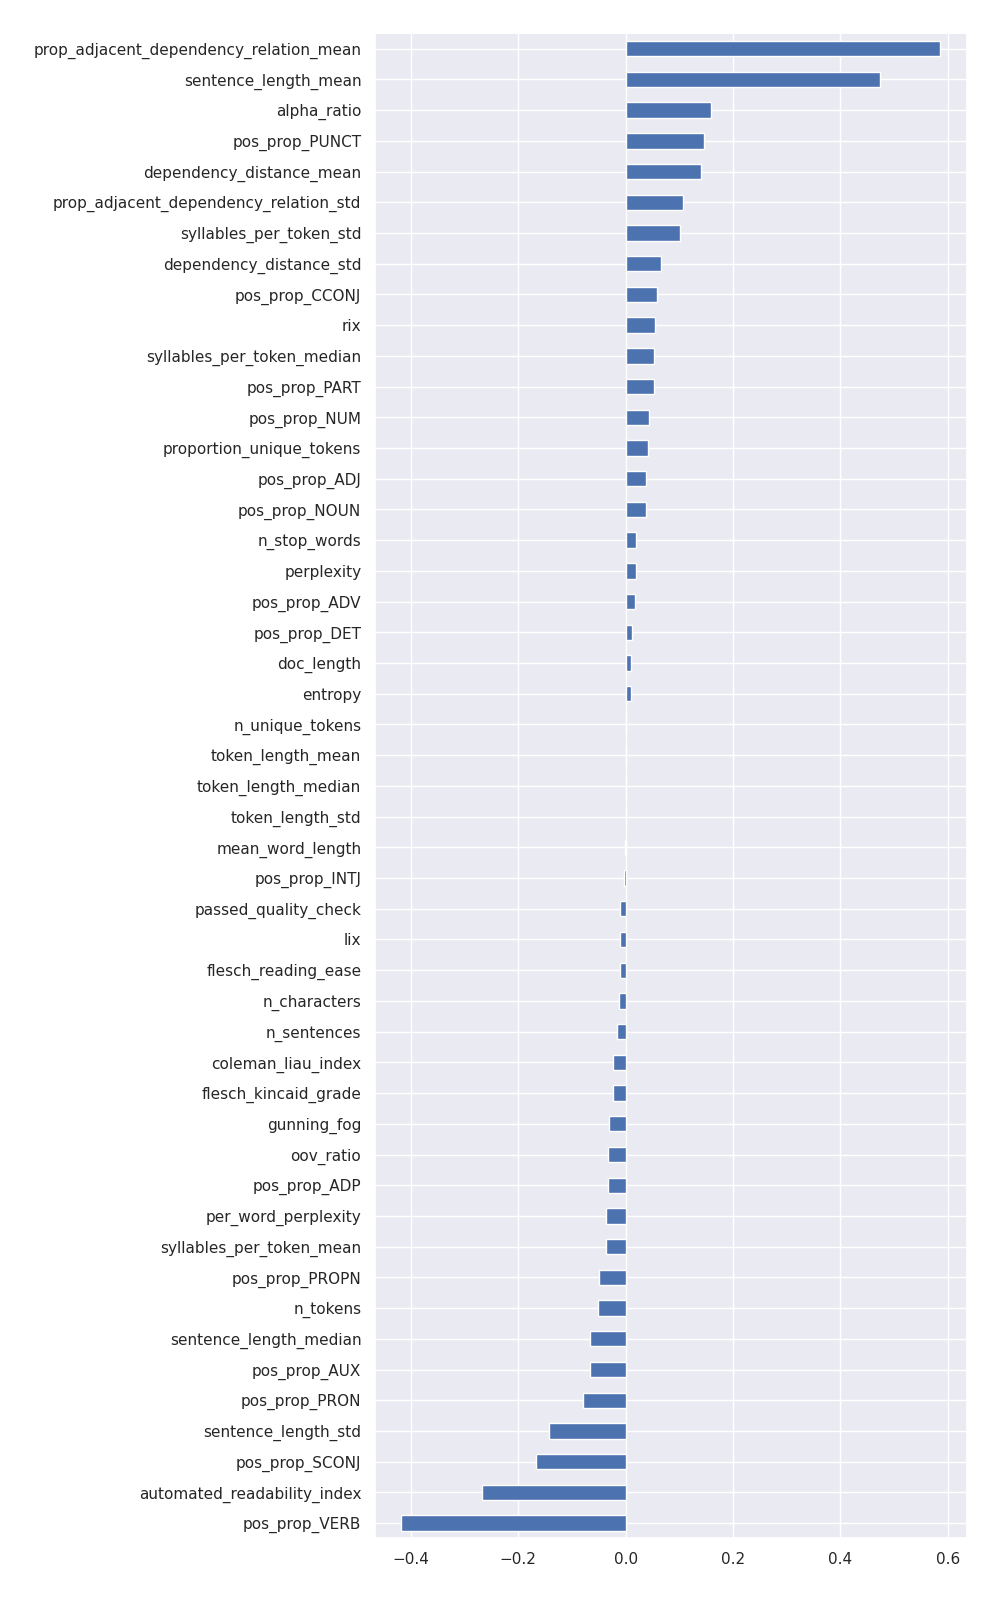 prop_adjacent_dependency_relation_mean
sentence_length_mean
alpha_ratio
pos_prop_PUNCT
dependency_distance_mean
prop_adjacent_dependency_relation_std
syllables_per_token_std
dependency_distance_std
pos_prop_CCONJ
rix
syllables_per_token_median
pos_prop_PART
pos_prop_NUM
proportion_unique_tokens
pos_prop_ADJ
pos_prop_NOUN
n_stop_words
perplexity
pos_prop_ADV
pos_prop_DET
doc_length
entropy
n_unique_tokens
token_length_mean
token_length_median
token_length_std
mean_word_length
pos_prop_INTJ
passed_quality_check
lix
flesch_reading_ease
n_characters
n_sentences
coleman_liau_index
flesch_kincaid_grade
gunning_fog
oov_ratio
pos_prop_ADP
per_word_perplexity
syllables_per_token_mean
pos_prop_PROPN
n_tokens
sentence_length_median
pos_prop_AUX
pos_prop_PRON
sentence_length_std
pos_prop_SCONJ
automated_readability_index
pos_prop_VERB
−0.4 −0.2 0.0 0.2 0.4 0.6